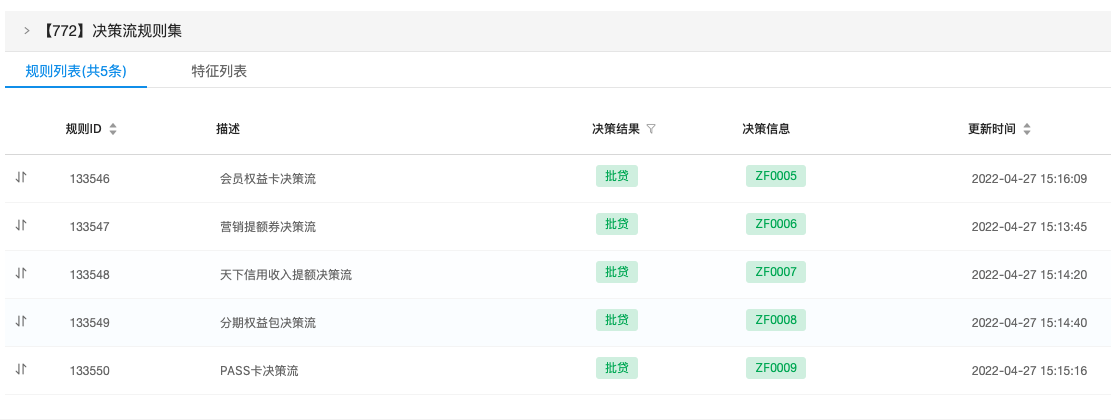 【772】决策流规则集
规则列表(共5条) 特征列表
规则ID 描述 决策结果 决策信息 更新时间
133546 会员权益卡决策流 批贷 ZF0005 2022-04-27 15:16:09
133547 营销提额券决策流 批贷 ZF0006 2022-04-27 15:13:45
133548 天下信用收入提额决策流 批贷 ZF0007 2022-04-27 15:14:20
133549 分期权益包决策流 批贷 ZF0008 2022-04-27 15:14:40
133550 PASS卡决策流 批贷 ZF0009 2022-04-27 15:15:16